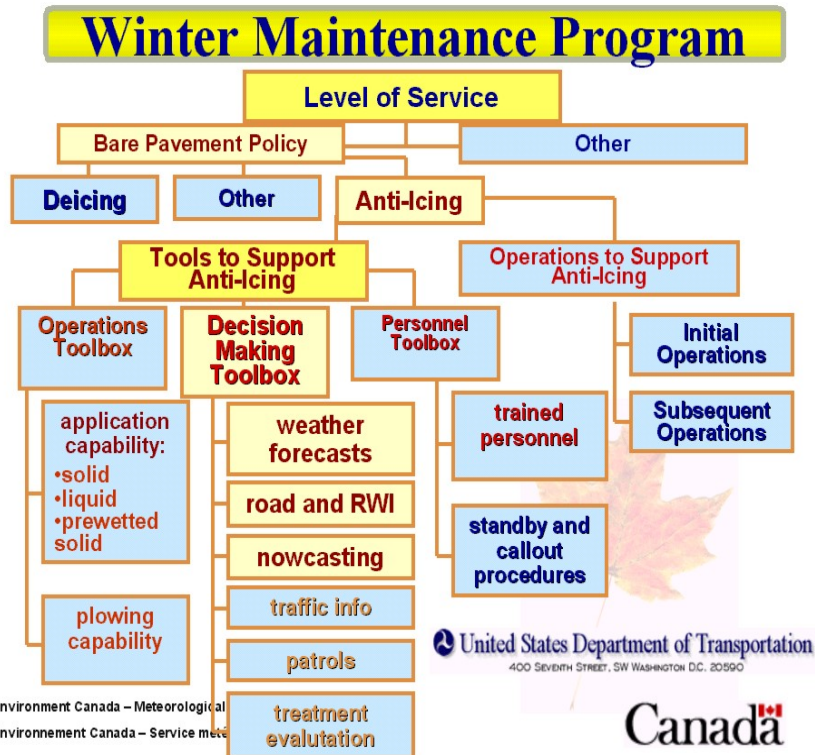 Winter Maintenance Program
Level of Service
Bare Pavement Policy
Other
Deicing
Other
Anti-Icing
Tools to Support
Anti-Icing
Operations to Support
Anti-Icing
Operations
Toolbox
Decision
Making
Toolbox
Personnel
Toolbox
Initial
Operations
Subsequent
Operations
application
capability:
•solid
•liquid
•prewetted
solid
plowing
capability
weather
forecasts
road and RWI
nowcasting
traffic info
patrols
treatment
evalutation
trained
personnel
standby and
callout
procedures
United States Department of Transportation
400 Seventh Street, SW Washington D.C. 20590
nvironment Canada – Meteorological
nvironnement Canada – Service
Canada